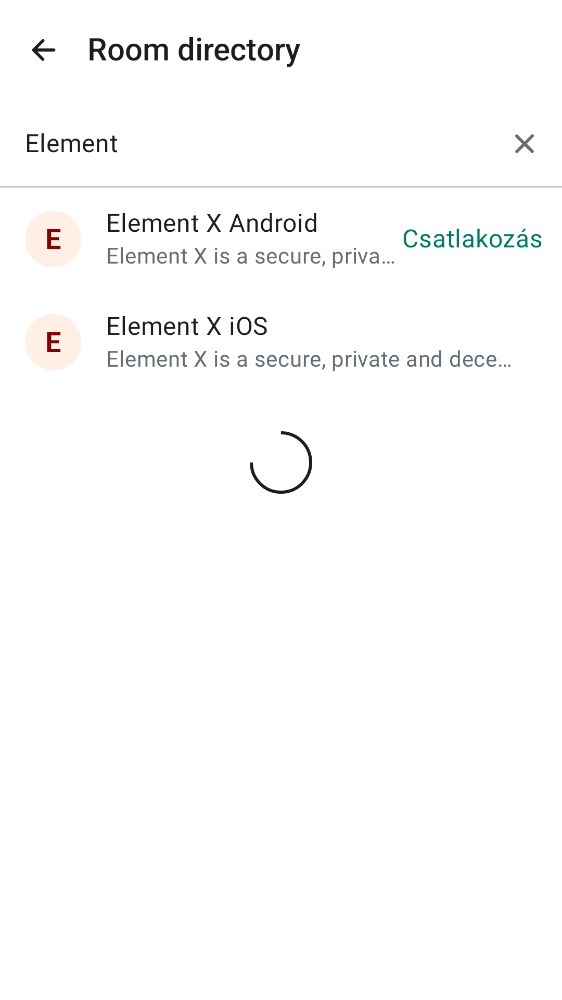 Room directory
Element
E
Element X Android
Element X is a secure, priva…
Csatlakozás
E
Element X iOS
Element X is a secure, private and dece…